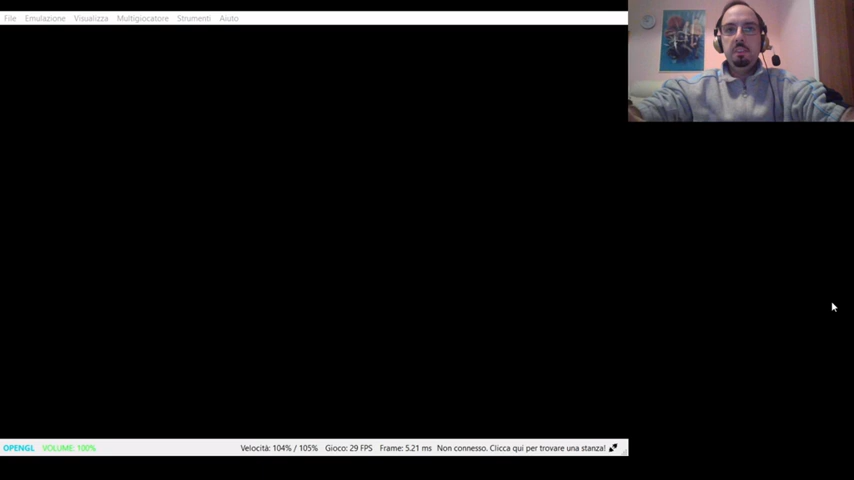 File Emulazione Visualizza Multigiocatore Strumenti Aiuto
OPENGL VOLUME: 100% Velocità: 104% / 105% Gioco: 29 FPS Frame: 5.21 ms Non connesso. Clicca qui per trovare una stanza!